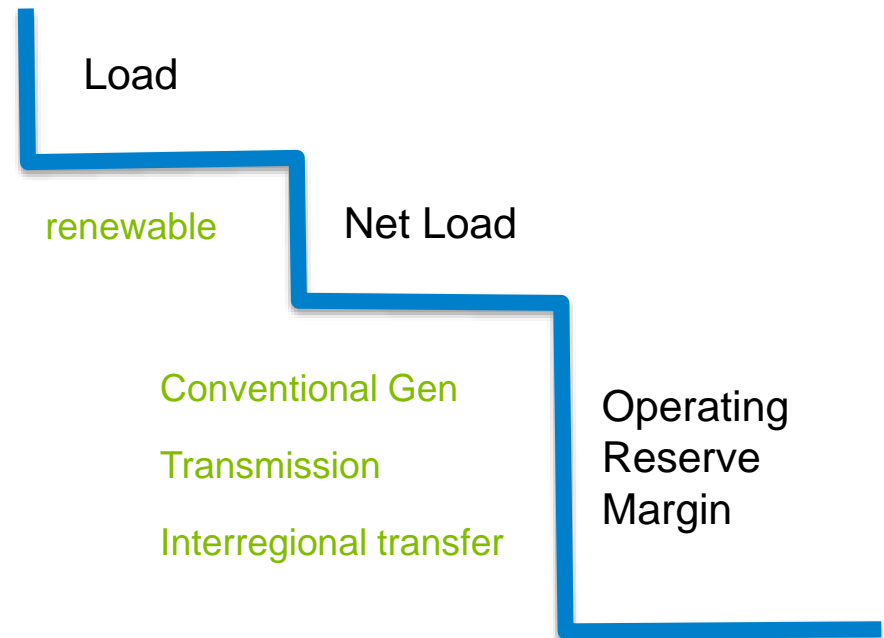 Load
renewable
Net Load
Conventional Gen
Transmission
Interregional transfer
Operating
Reserve
Margin